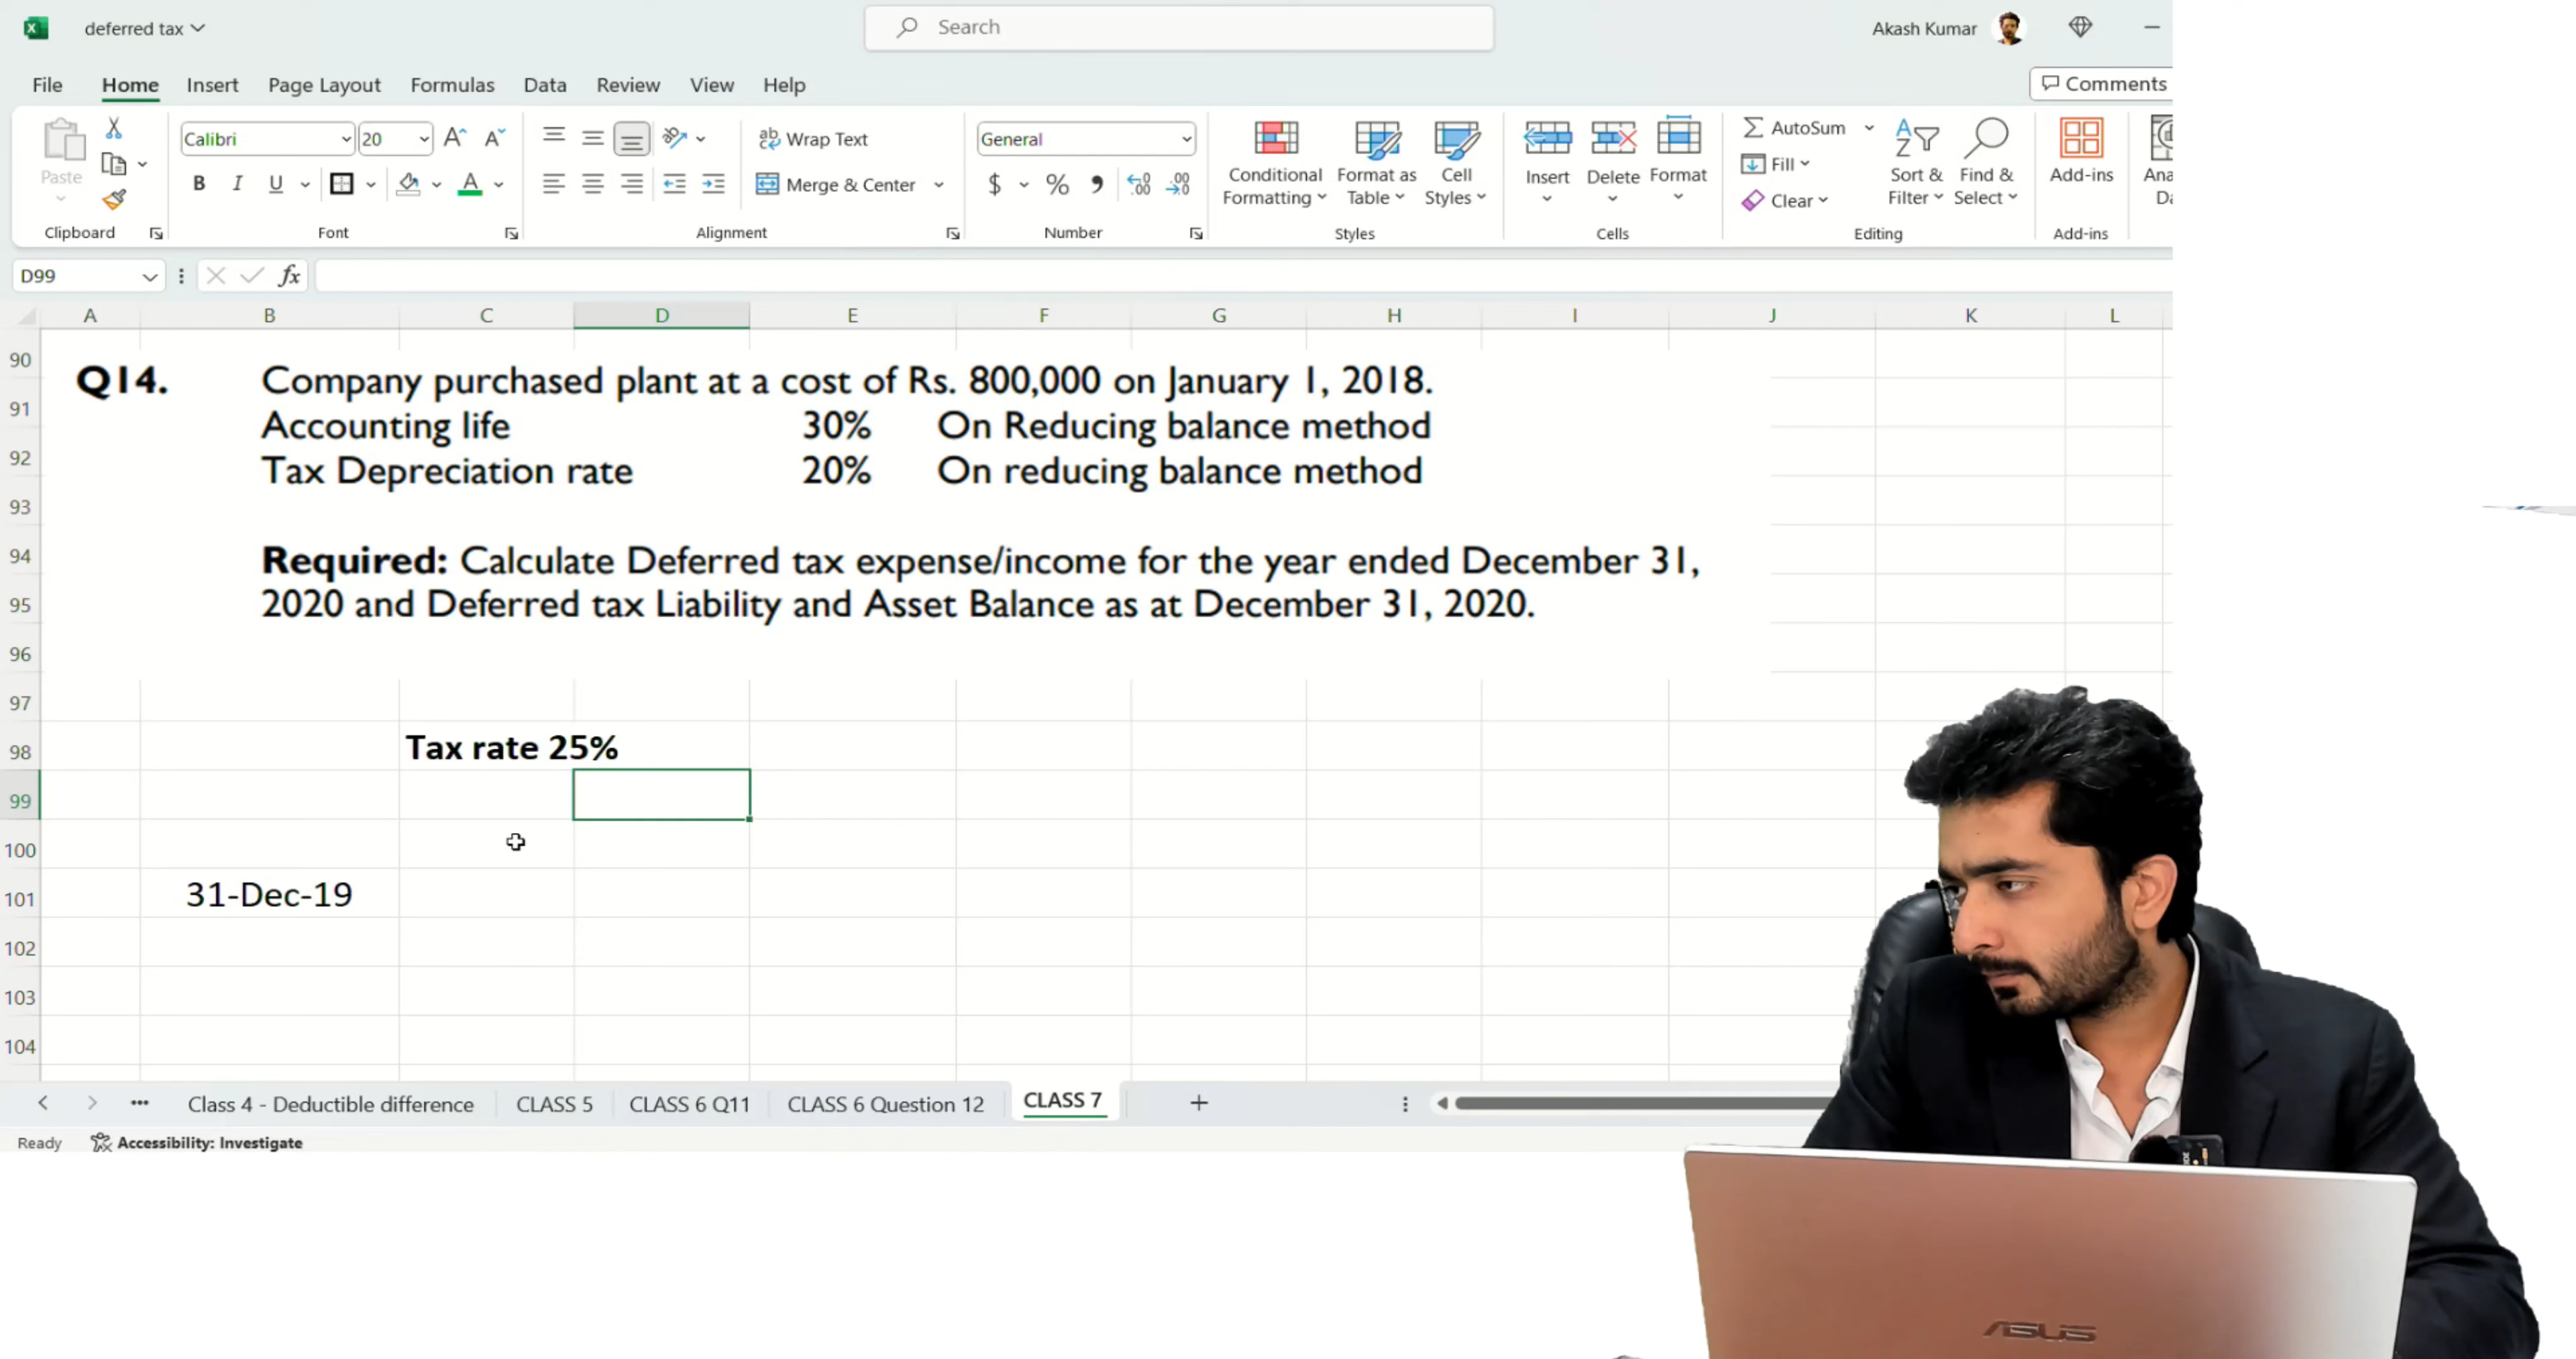 deferred tax
Search
Akash Kumar
File Home Insert Page Layout Formulas Data Review View Help
Comments
Paste
Calibri 20
Wrap Text
General
Conditional Formatting
Format as Table
Cell Styles
Insert
Delete
Format
AutoSum
Fill
Clear
Sort & Filter
Find & Select
Add-ins
B I U
Merge & Center
$ % 9
Clipboard Font Alignment Number Styles Cells Editing Add-ins
D99 fx
A B C D E F G H I J K L
90
Q14. Company purchased plant at a cost of Rs. 800,000 on January 1, 2018.
91 Accounting life 30% On Reducing balance method
92 Tax Depreciation rate 20% On reducing balance method
93
94 Required: Calculate Deferred tax expense/income for the year ended December 31,
95 2020 and Deferred tax Liability and Asset Balance as at December 31, 2020.
96
97
98 Tax rate 25%
99
100
101 31-Dec-19
102
103
104
Class 4 - Deductible difference CLASS 5 CLASS 6 Q11 CLASS 6 Question 12 CLASS 7
Ready Accessibility: Investigate
ASUS